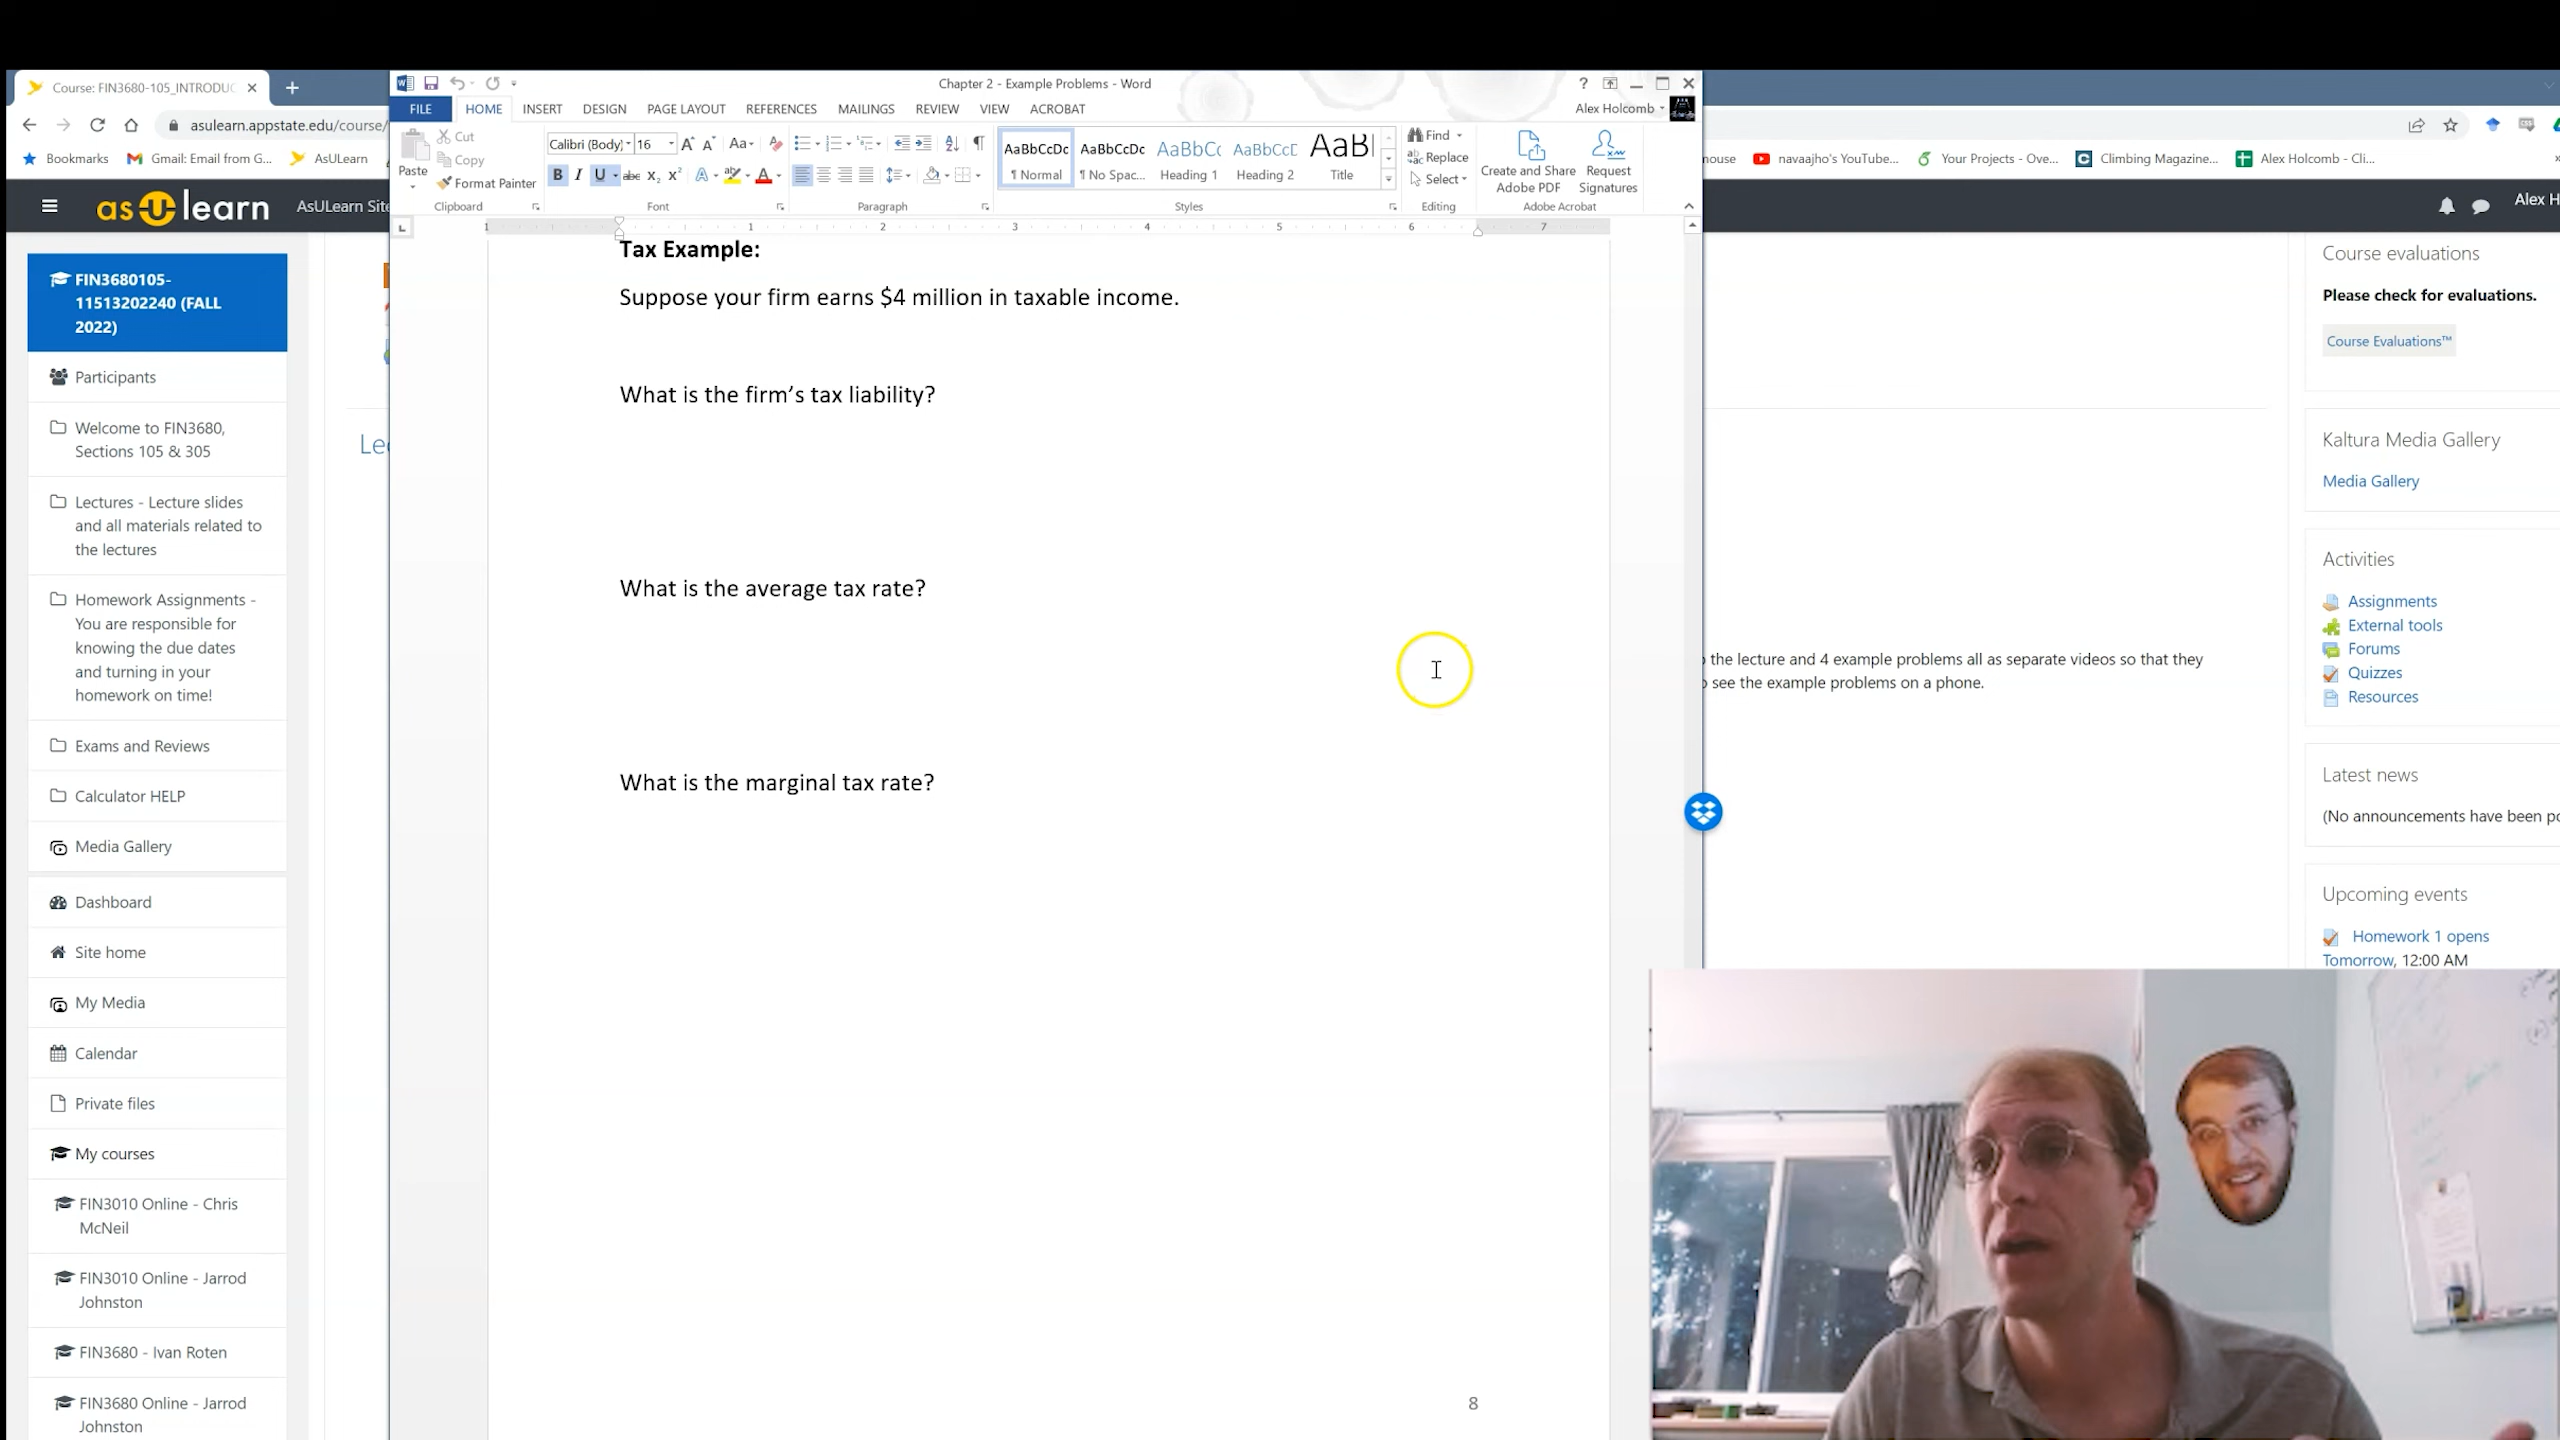 Course: FIN3680-105_INTRODUC
Chapter 2 - Example Problems - Word
FILE HOME INSERT DESIGN PAGE LAYOUT REFERENCES MAILINGS REVIEW VIEW ACROBAT
Alex Holcomb
asulearn.appstate.edu/course/
Bookmarks
Gmail: Email from G...
AsULearn
Cut
Copy
Format Painter
Paste
Clipboard
Calibri (Body)
16
Font
Paragraph
AaBbCcDc
¶ Normal
AaBbCcDc
¶ No Spac...
AaBbCc
Heading 1
AaBbCcD
Heading 2
AaBl
Title
Styles
Find
Replace
Select
Editing
Create and Share
Adobe PDF
Request
Signatures
Adobe Acrobat
navaajho's YouTube...
Your Projects - Ove...
Climbing Magazine...
Alex Holcomb - Cli...
asulearn
AsULearn Site
Alex H
1 1 2 3 4 5 6 7
FIN3680105-
11513202240 (FALL
2022)
Participants
Welcome to FIN3680,
Sections 105 & 305
Lectures - Lecture slides
and all materials related to
the lectures
Homework Assignments -
You are responsible for
knowing the due dates
and turning in your
homework on time!
Exams and Reviews
Calculator HELP
Media Gallery
Dashboard
Site home
My Media
Calendar
Private files
My courses
FIN3010 Online - Chris
McNeil
FIN3010 Online - Jarrod
Johnston
FIN3680 - Ivan Roten
FIN3680 Online - Jarrod
Johnston
Tax Example:
Suppose your firm earns $4 million in taxable income.
What is the firm's tax liability?
What is the average tax rate?
What is the marginal tax rate?
8
the lecture and 4 example problems all as separate videos so that they
see the example problems on a phone.
Course evaluations
Please check for evaluations.
Course Evaluations™
Kaltura Media Gallery
Media Gallery
Activities
Assignments
External tools
Forums
Quizzes
Resources
Latest news
(No announcements have been po
Upcoming events
Homework 1 opens
Tomorrow, 12:00 AM